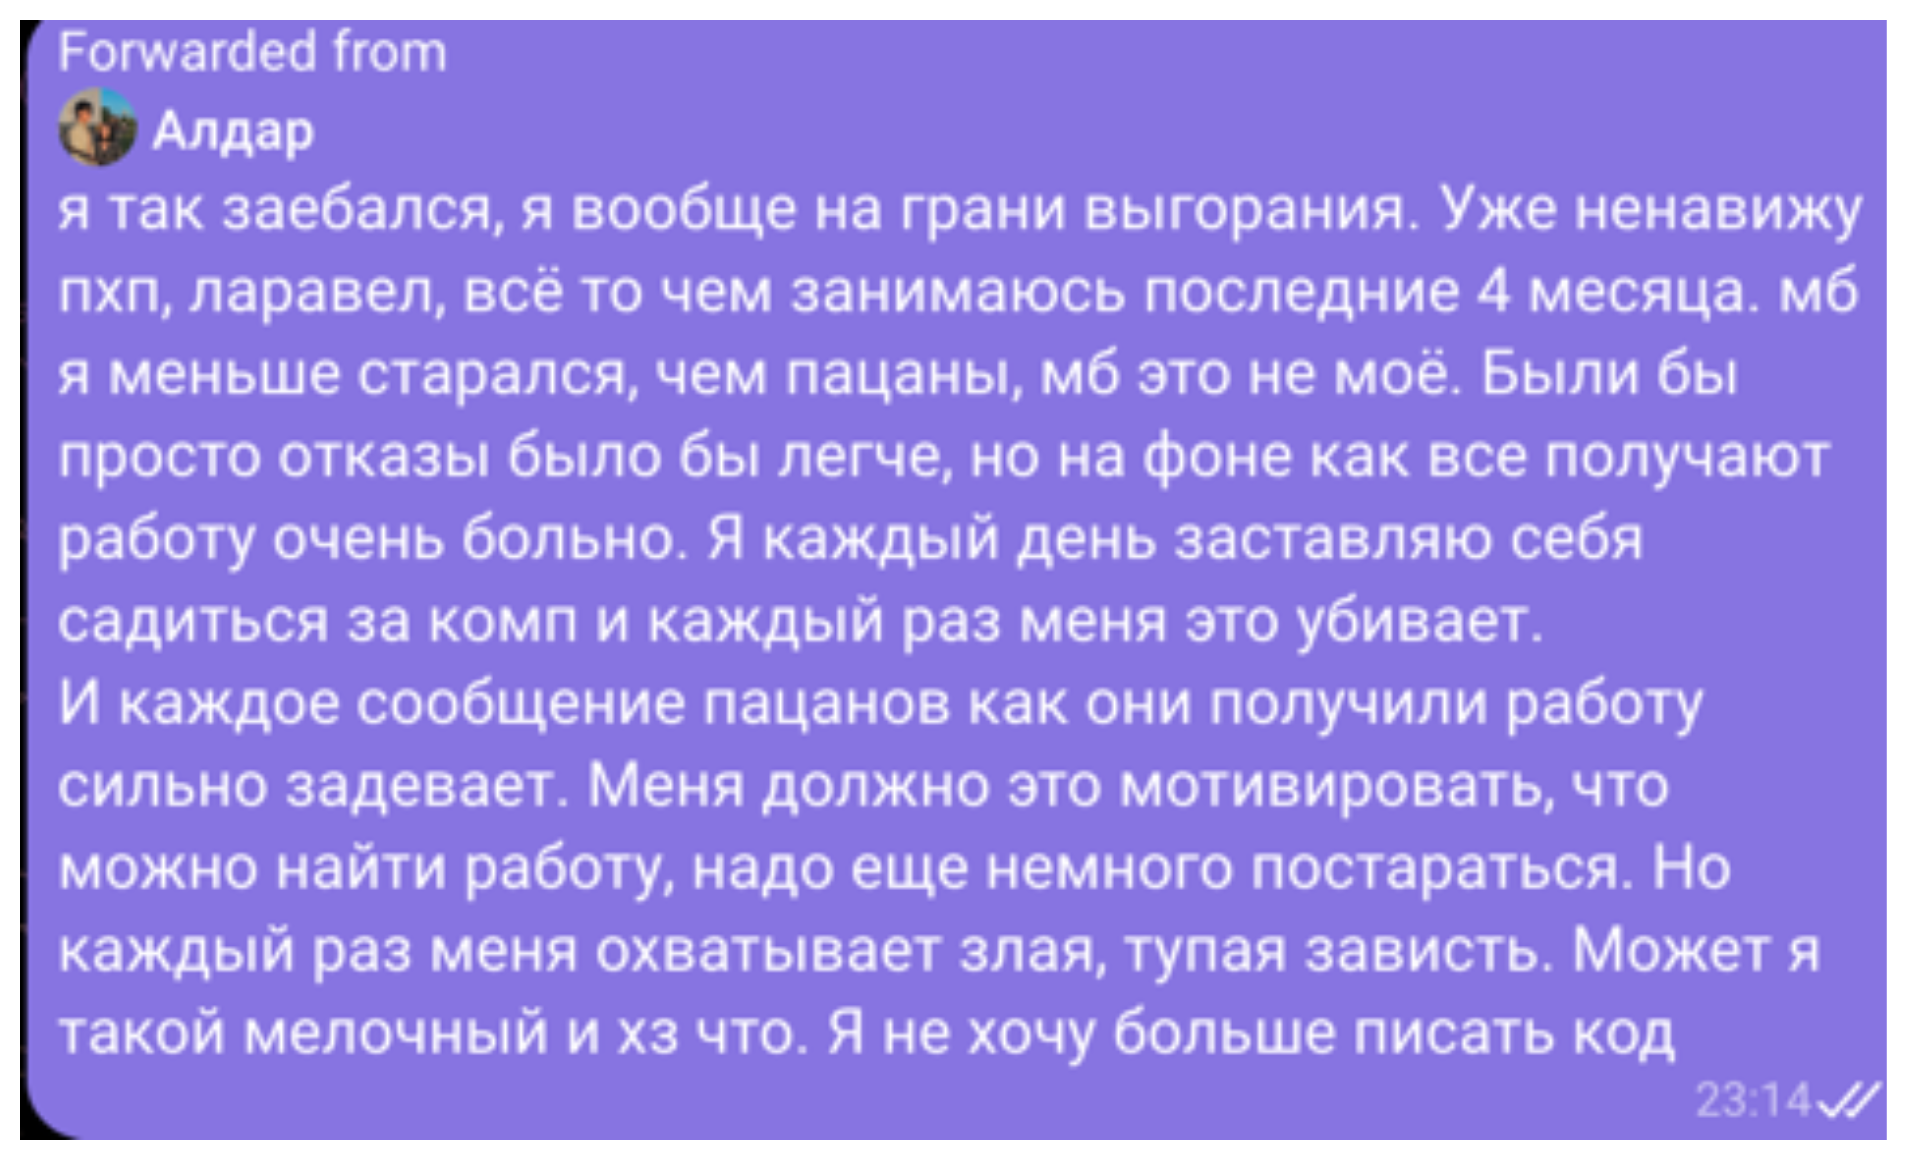 Forwarded from
Алдар
я так заебался, я вообще на грани выгорания. Уже ненавижу
пхп, ларавел, всё то чем занимаюсь последние 4 месяца. мб
я меньше старался, чем пацаны, мб это не моё. Были бы
просто отказы было бы легче, но на фоне как все получают
работу очень больно. Я каждый день заставляю себя
садиться за комп и каждый раз меня это убивает.
И каждое сообщение пацанов как они получили работу
сильно задевает. Меня должно это мотивировать, что
можно найти работу, надо еще немного постараться. Но
каждый раз меня охватывает злая, тупая зависть. Может я
такой мелочный и хз что. Я не хочу больше писать код
23:14